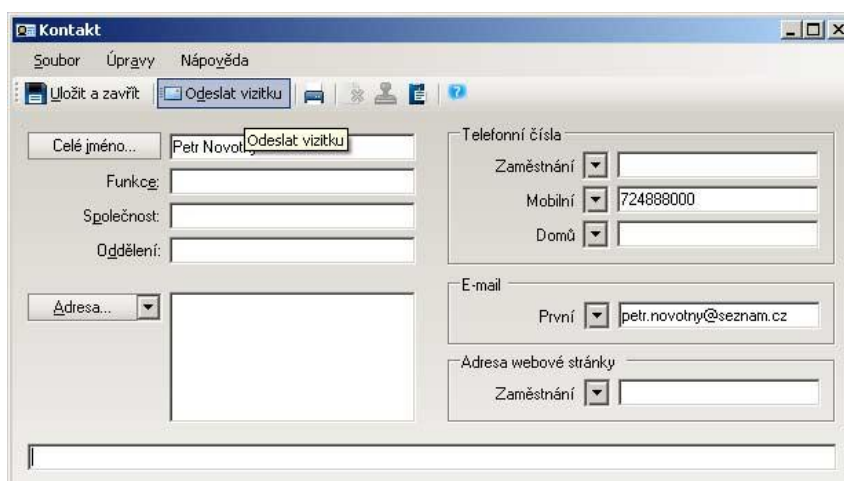 Kontakt
Soubor Úpravy Nápověda
Uložit a zavřít Odeslat vizitku
Odeslat vizitku
Celé jméno... Petr Novotný
Funkce:
Společnost:
Oddělení:
Adresa...
Telefonní čísla
Zaměstnání
Mobilní 724888000
Domů
E-mail
První petr.novotny@seznam.cz
Adresa webové stránky
Zaměstnání